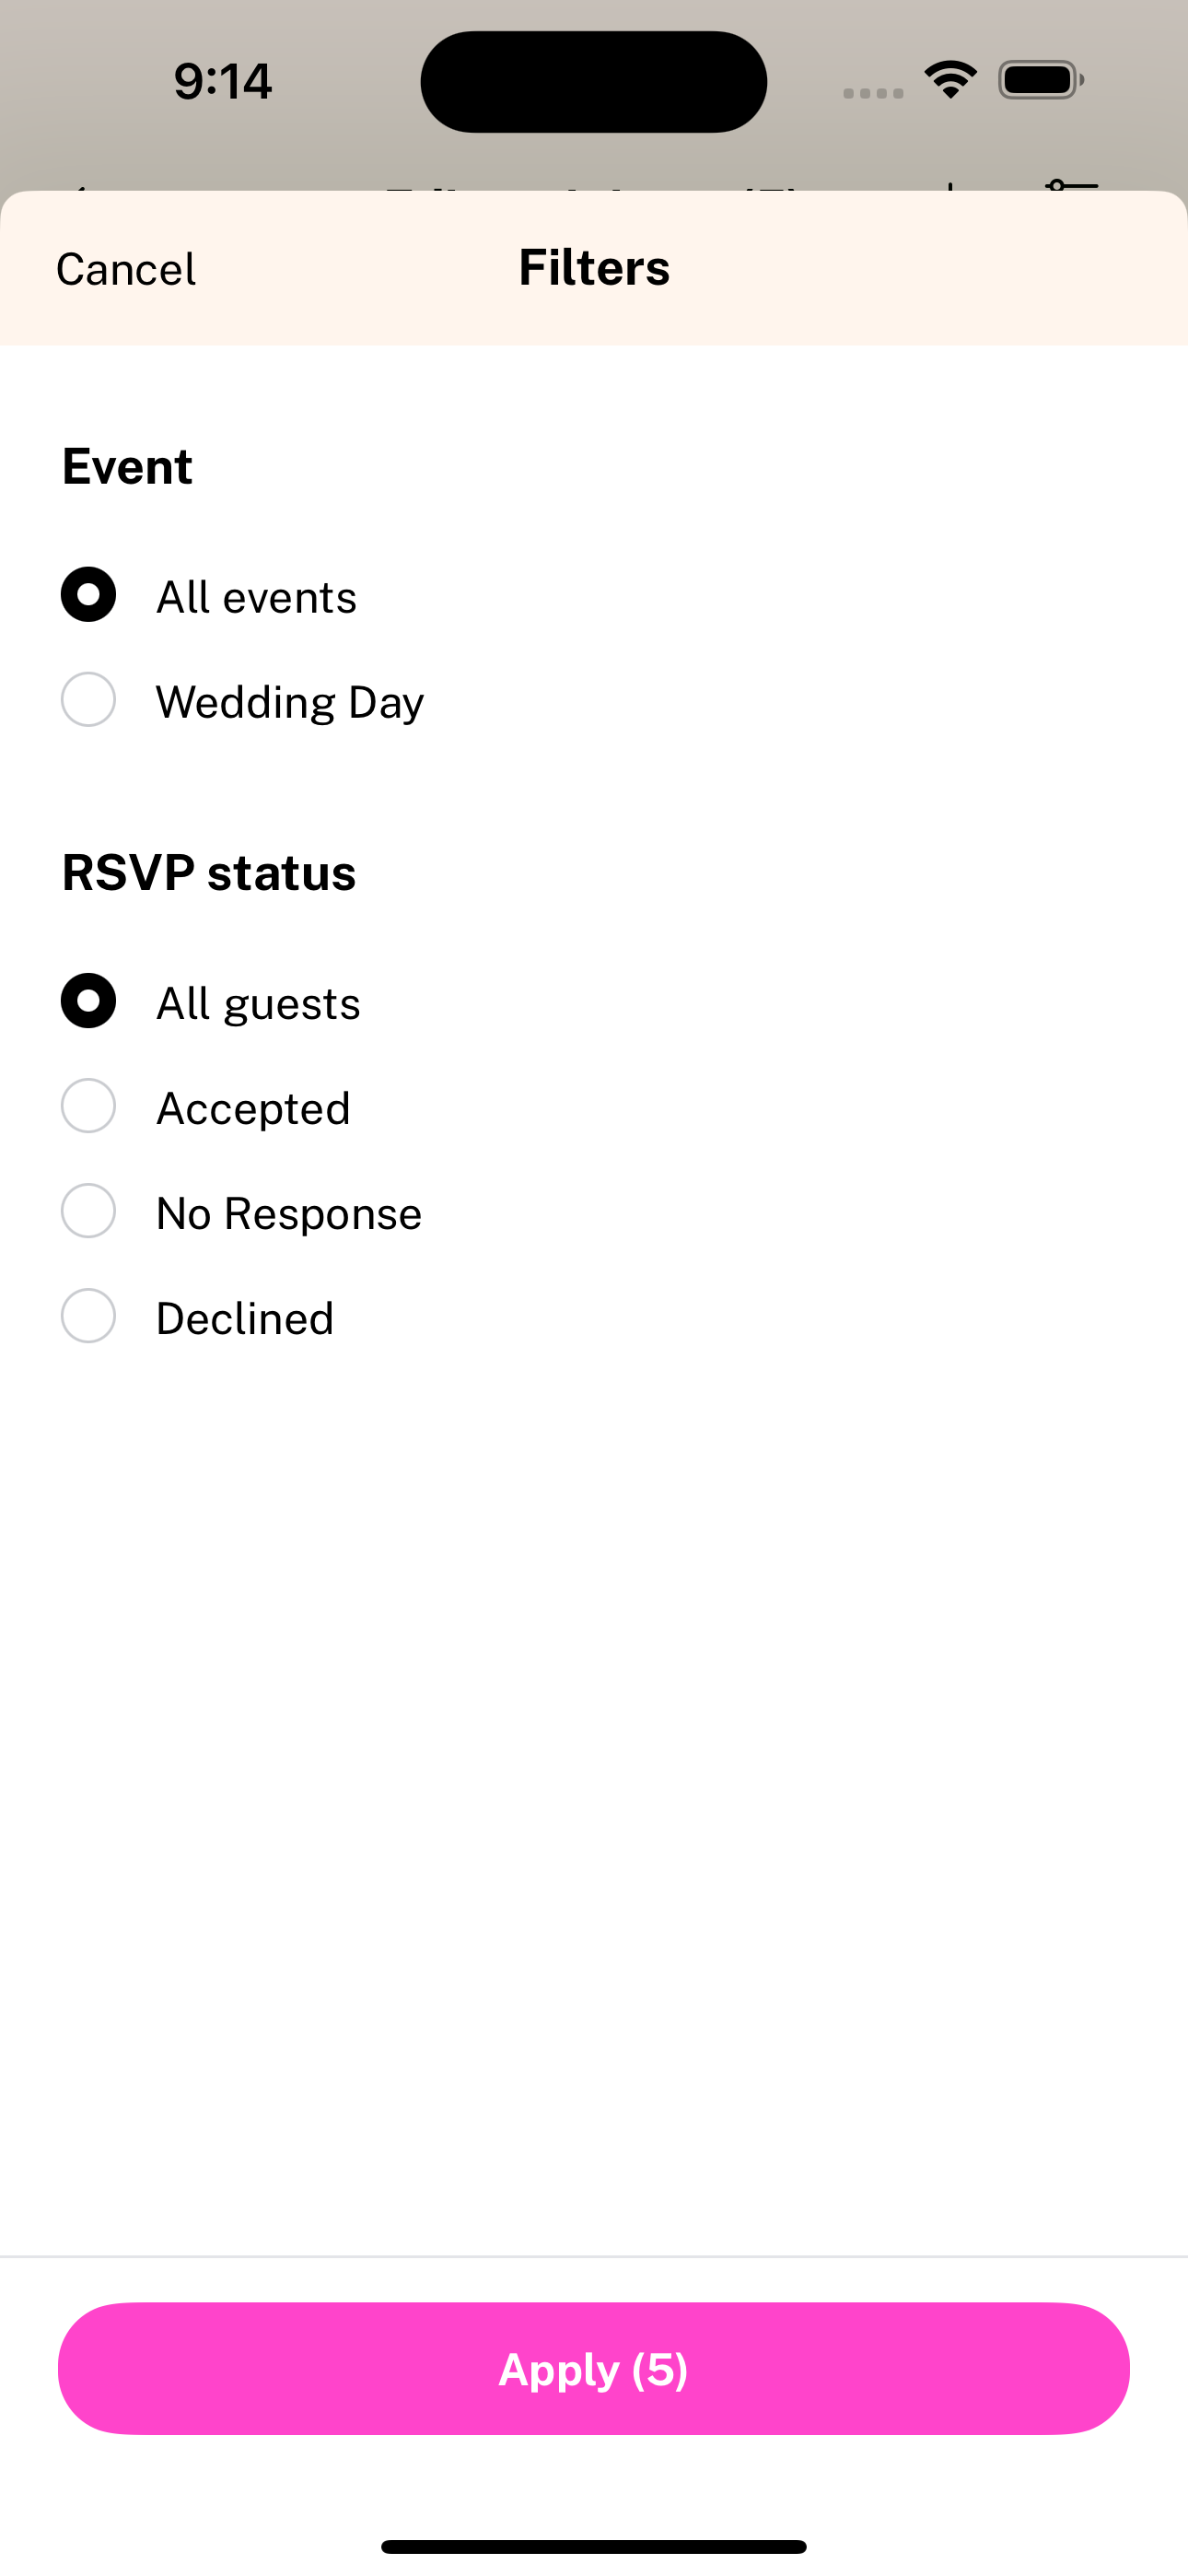 9:14
Cancel
Filters
Event
All events
Wedding Day
RSVP status
All guests
Accepted
No Response
Declined
Apply (5)